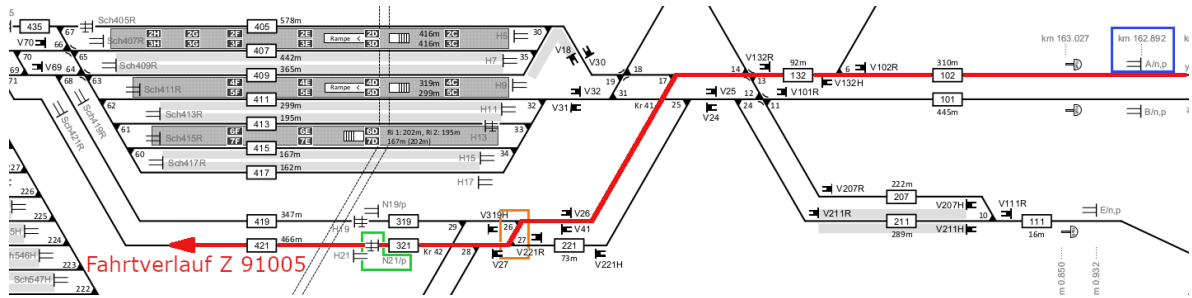 5
435
Sch405R
578m
405
2H 2G 2F 2E 2D 416m 2C
3H 3G 3F 3E 3D 416m 3C
Rampe <
H5
30
V70
66
Sch407R
407
442m
70
67
65
Sch409R
H7
35
V18
V30
69
V69
64
409
365m
4F 4E 4D 319m 4C
5F 5E 5D 299m 5C
Rampe <
H9
19
18
17
71
68
63
Sch411R
411
299m
H11
V32
31
V31
Kr 41
25
62
Sch413R
413
195m
32
33
61
Sch415R
415
6F 6E 6D Ri 1: 202m, Ri 2: 195m
7F 7E 7D 167m (202m)
H13
Sch419R
Sch421R
60
Sch417R
167m
H15
34
417
162m
H17
14
V132R
92m
132
6
V102R
310m
102
km 163.027
km 162.892
A/n,p
y
13
V132H
V25
12
V101R
101
445m
B/n,p
V24
24
11
227
226
225
224
223
222
5H
h546H
Sch547H
419
347m
N19/p
319
H19
29
V319H
26
V26
V41
421
466m
H21
N21/p
321
Kr 42
28
27
V27
V221R
221
73m
V221H
Fahrtverlauf Z 91005
V207R
222m
207
V207H
V211R
211
289m
V211H
10
V111R
111
16m
E/n,p
km 0.850
km 0.932